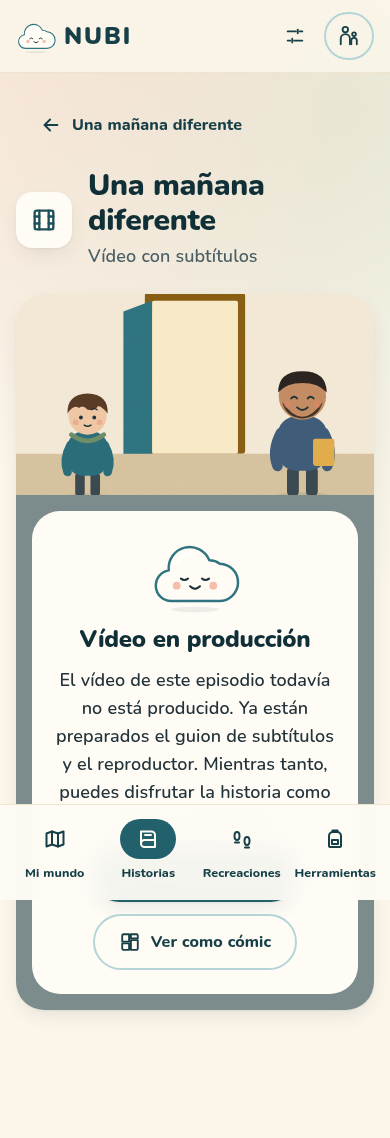 NUBI
Una mañana diferente
Una mañana
diferente
Vídeo con subtítulos
Vídeo en producción
El vídeo de este episodio todavía
no está producido. Ya están
preparados el guion de subtítulos
y el reproductor. Mientras tanto,
puedes disfrutar la historia como
Mi mundo
Historias
Recreaciones
Herramientas
Ver como cómic